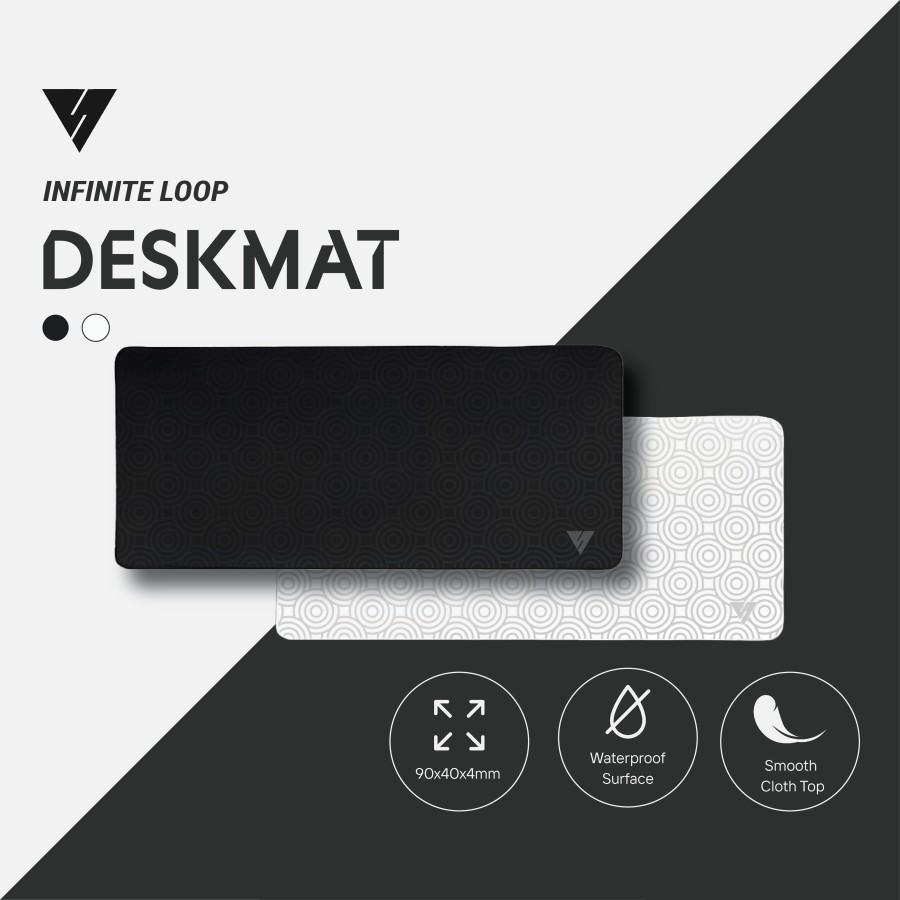 INFINITE LOOP
DESKMAT
90x40x4mm
Waterproof
Surface
Smooth
Cloth Top